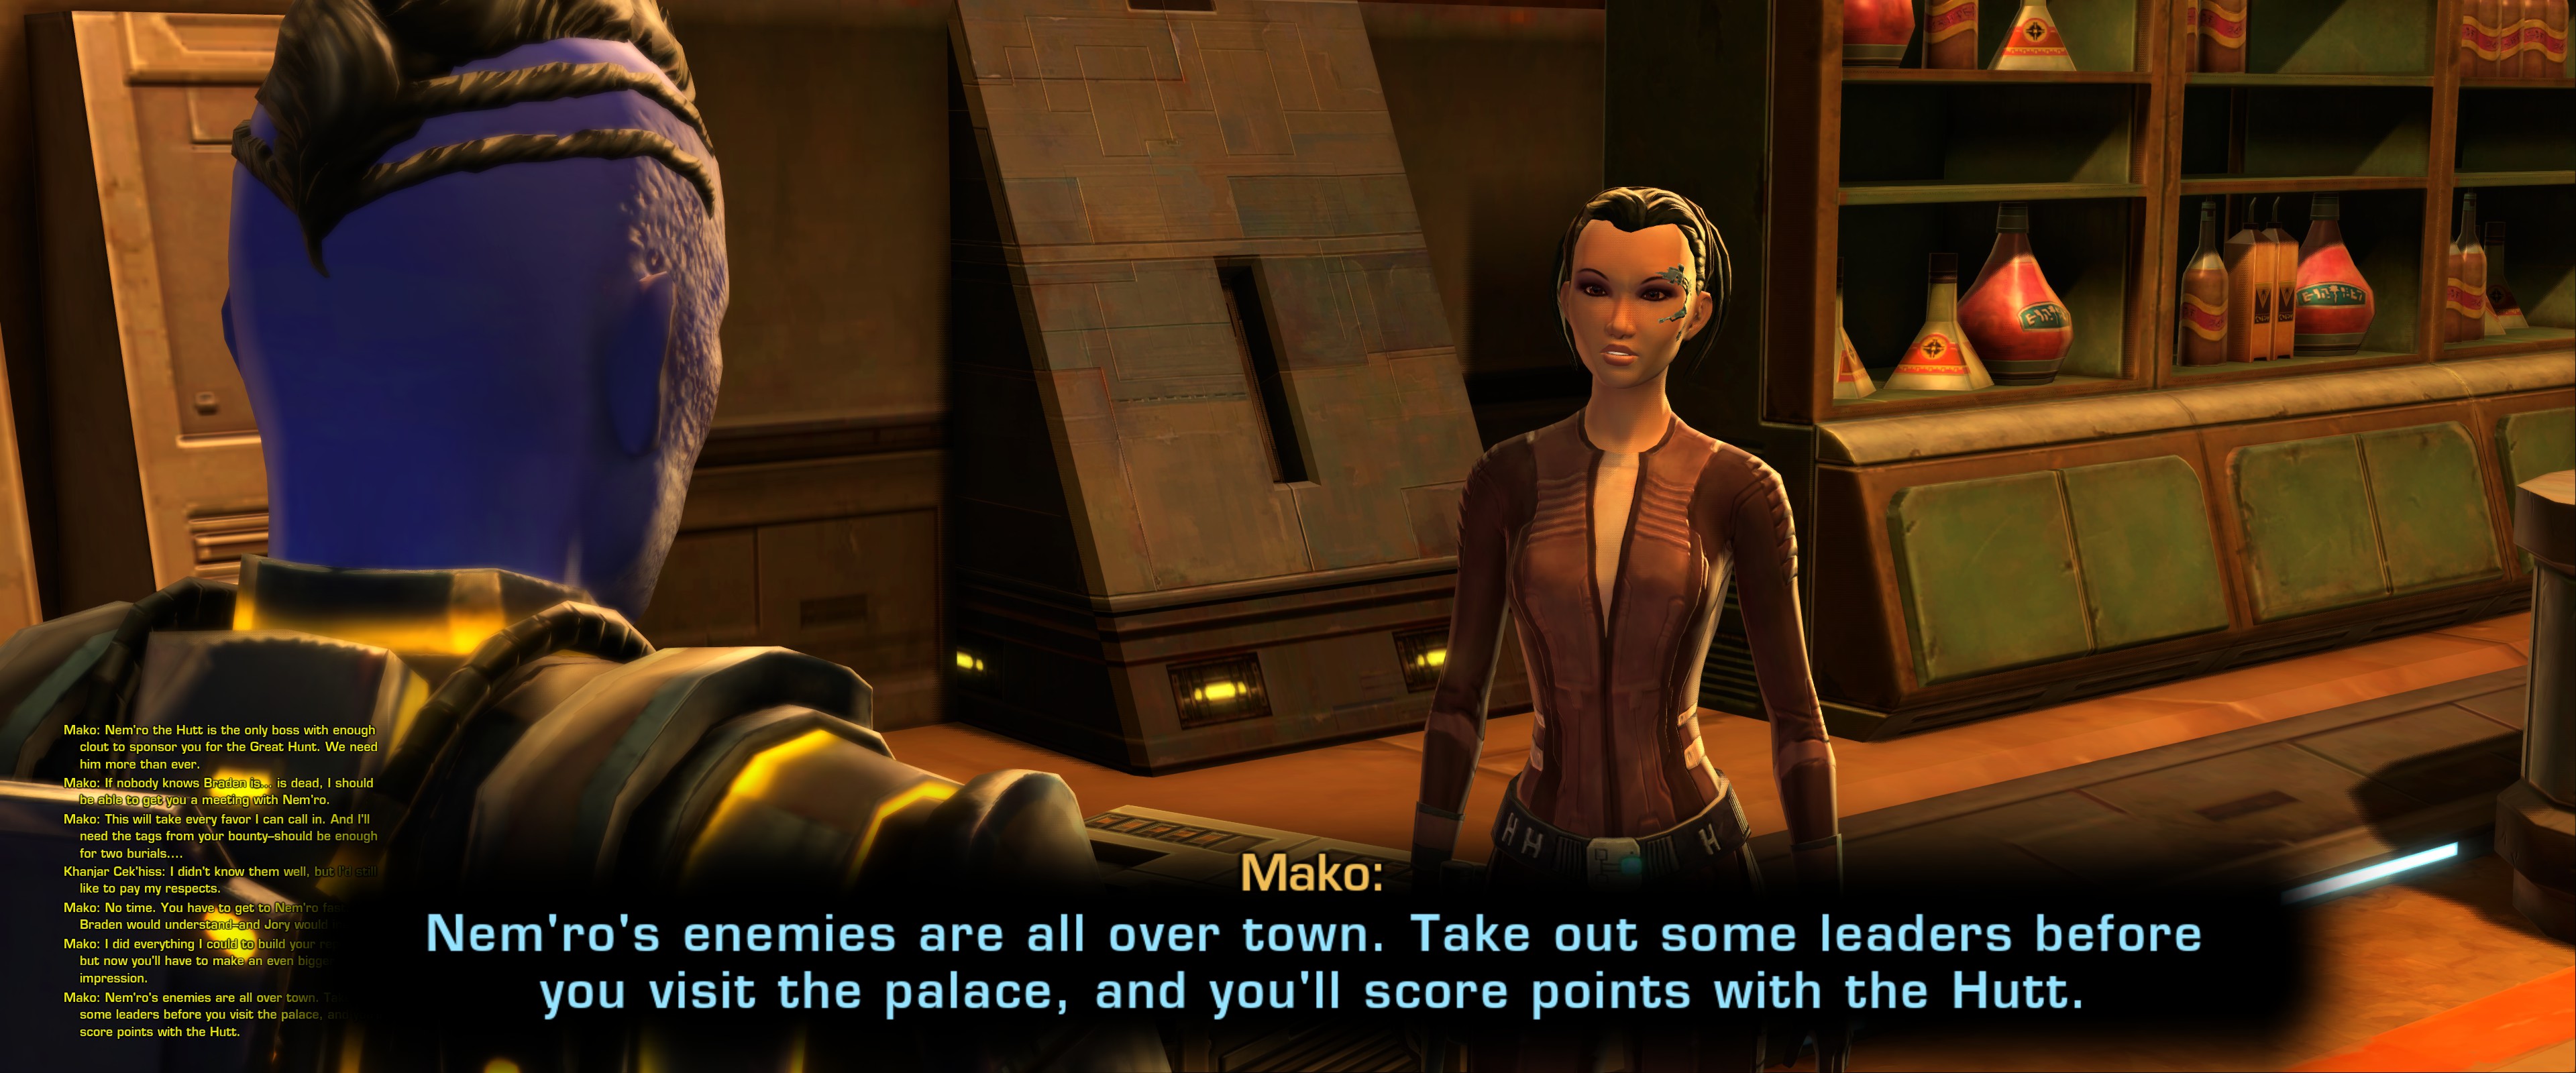 Mako: Nem'ro the Hutt is the only boss with enough
clout to sponsor you for the Great Hunt. We need
him more than ever.
Mako: If nobody knows Braden is... is dead, I should
be able to get you a meeting with Nem'ro.
Mako: This will take every favor I can call in. And I'll
need the tags from your bounty–should be enough
for two burials....
Khanjar Cek'hiss: I didn't know them well, but I'd still
like to pay my respects.
Mako: No time. You have to get to Nem'ro
Braden would understand–and Jory would
Mako: I did everything I could to build your
but now you'll have to make an even bigger
impression.
Mako: Nem'ro's enemies are all over town.
some leaders before you visit the palace,
score points with the Hutt.
Mako:
Nem'ro's enemies are all over town. Take out some leaders before
you visit the palace, and you'll score points with the Hutt.